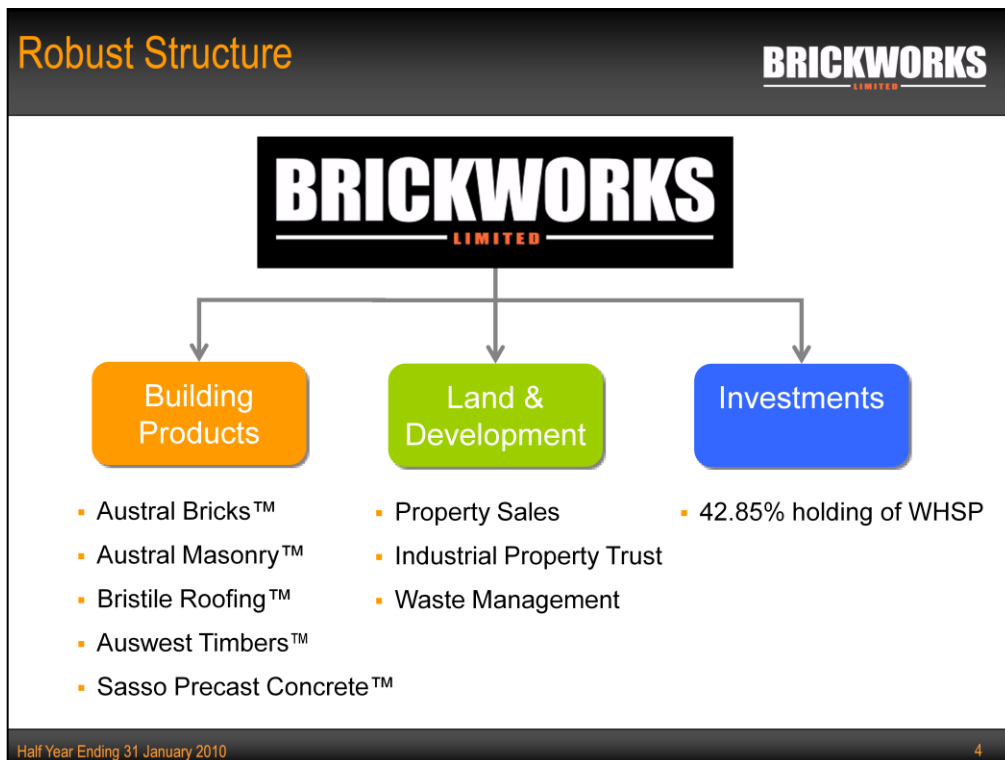 Robust Structure
BRICKWORKS
LIMITED
BRICKWORKS
LIMITED
Building
Products
Land &
Development
Investments
▪ Austral Bricks™
▪ Austral Masonry™
▪ Bristile Roofing™
▪ Auswest Timbers™
▪ Sasso Precast Concrete™
▪ Property Sales
▪ Industrial Property Trust
▪ Waste Management
▪ 42.85% holding of WHSP
Half Year Ending 31 January 2010
4